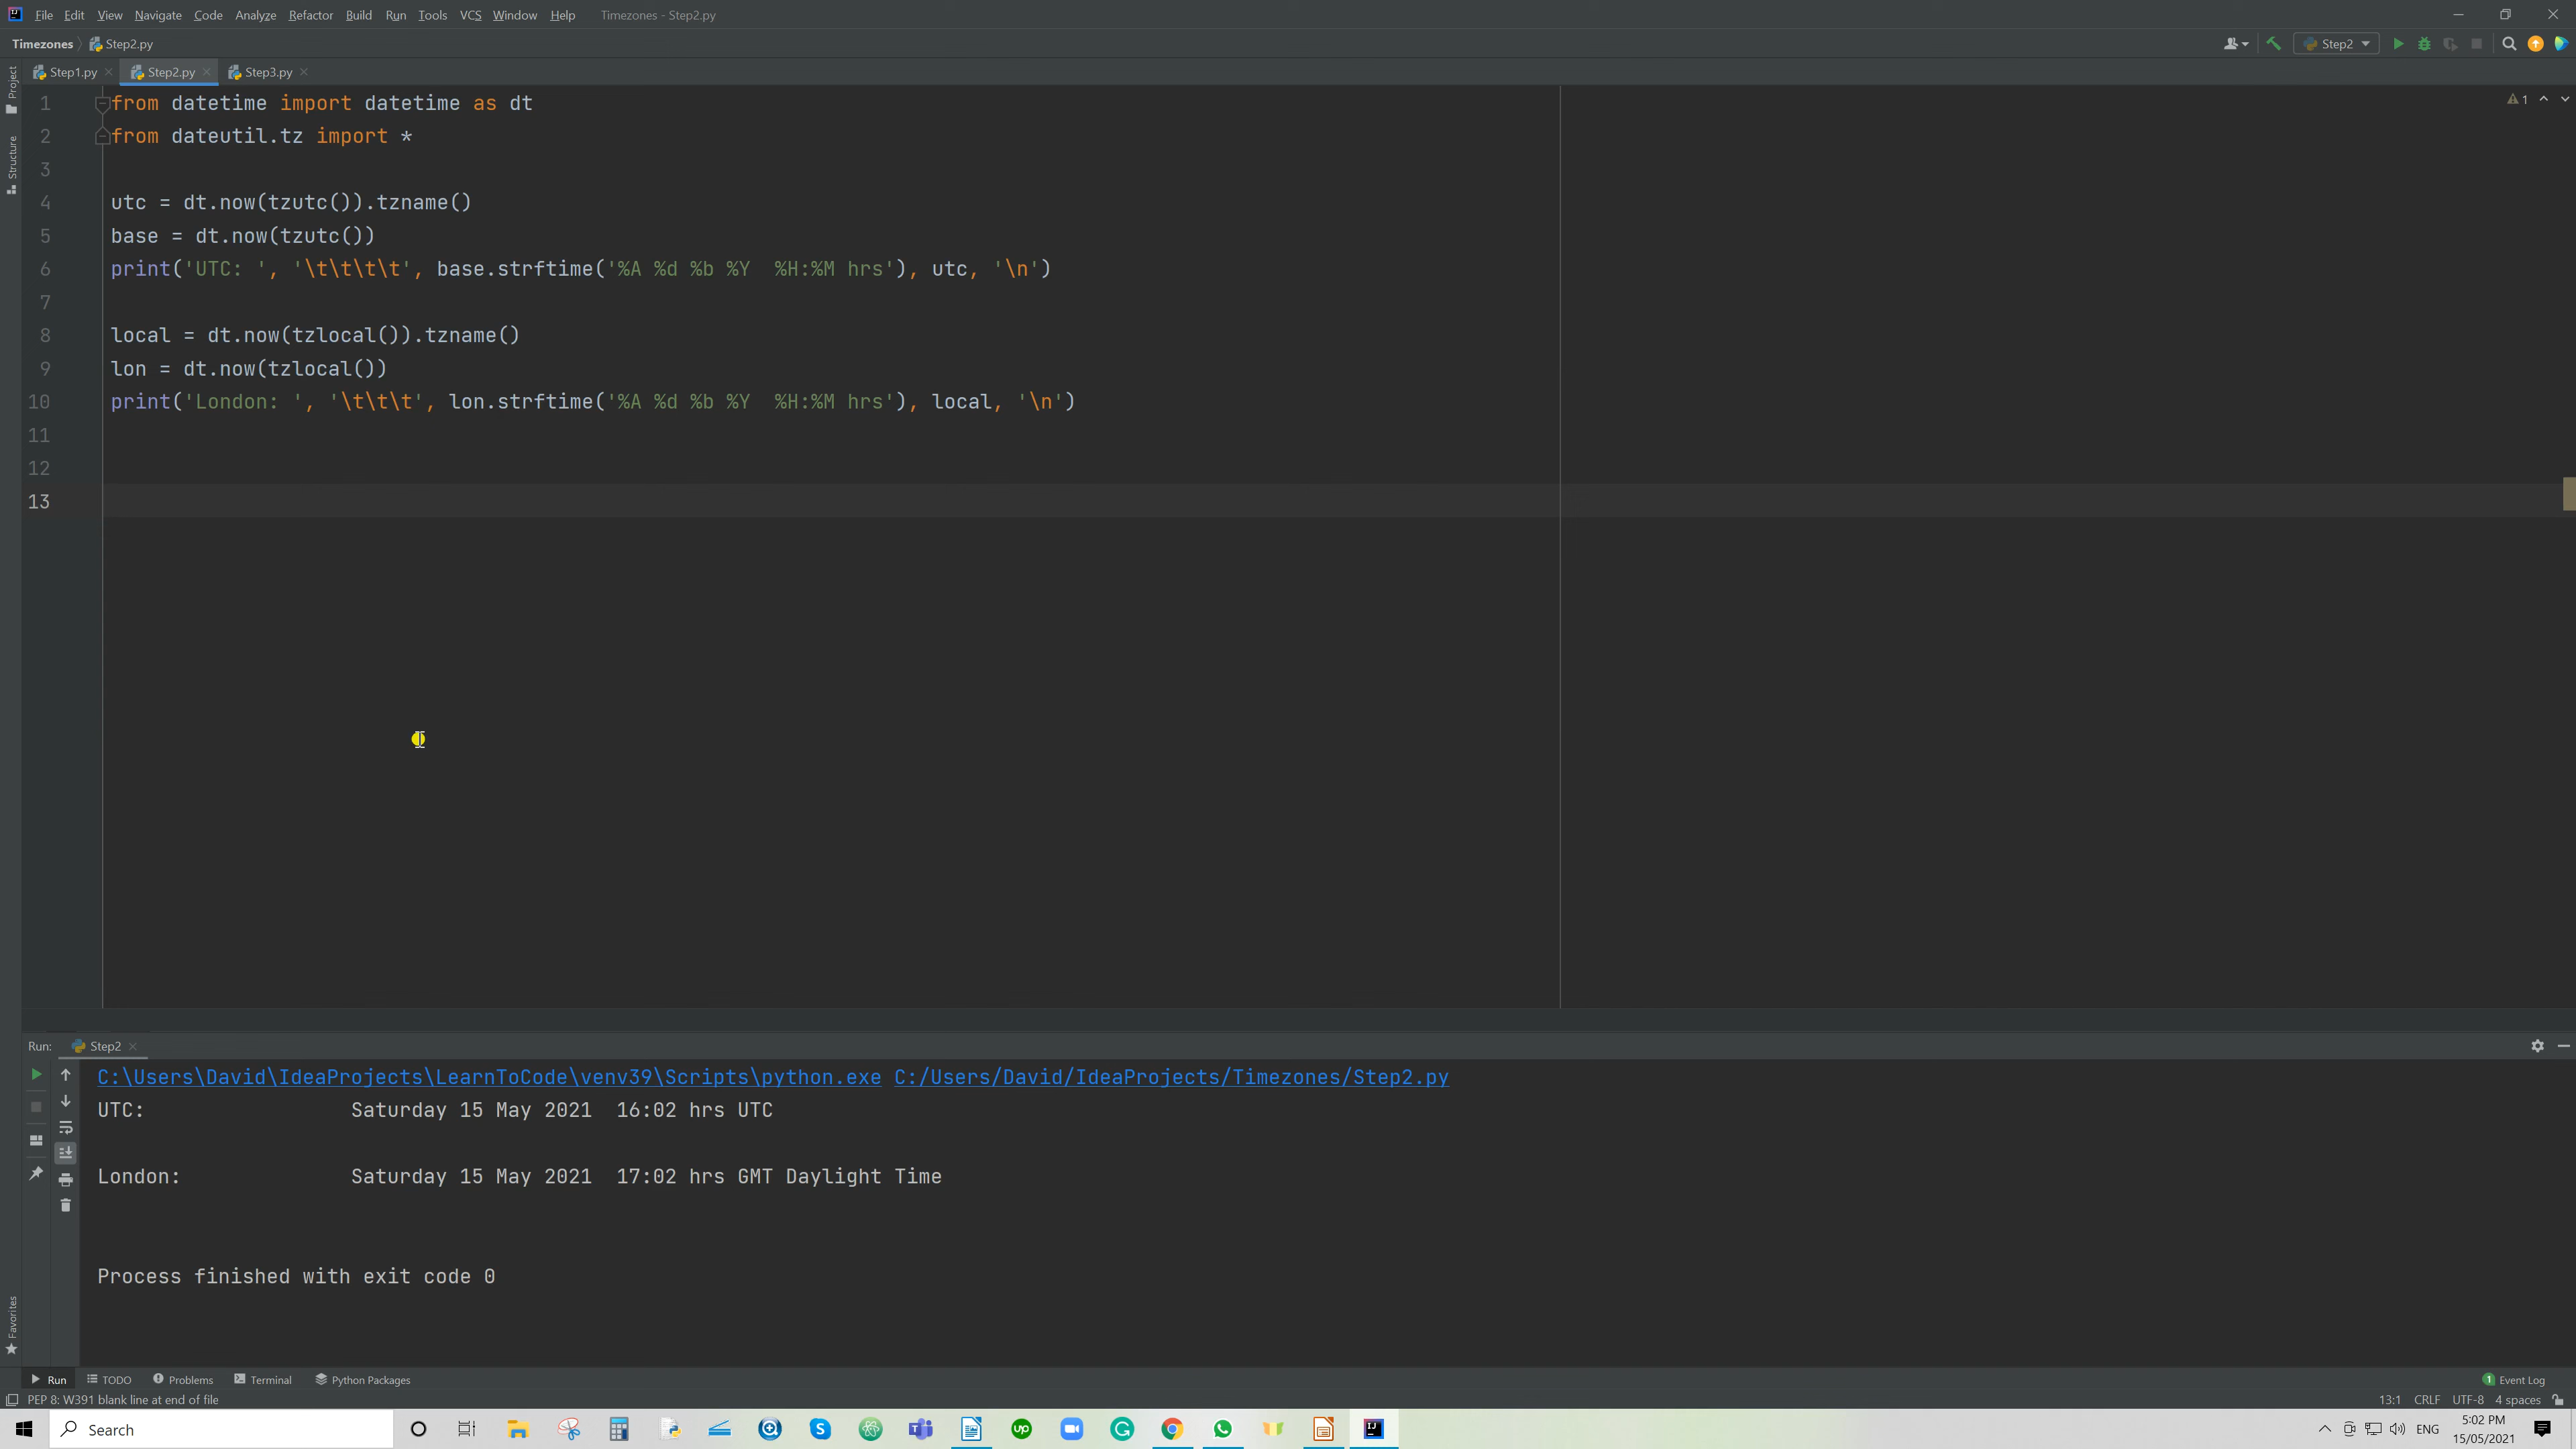 File Edit View Navigate Code Analyze Refactor Build Run Tools VCS Window Help Timezones - Step2.py
Timezones Step2.py Step2
Project
Structure
Favorites
Step1.py Step2.py Step3.py
1 from datetime import datetime as dt
1
2 from dateutil.tz import *
3
4 utc = dt.now(tzutc()).tzname()
5 base = dt.now(tzutc())
6 print('UTC: ', '\t\t\t\t', base.strftime('%A %d %b %Y  %H:%M hrs'), utc, '\n')
7
8 local = dt.now(tzlocal()).tzname()
9 lon = dt.now(tzlocal())
10 print('London: ', '\t\t\t', lon.strftime('%A %d %b %Y  %H:%M hrs'), local, '\n')
11
12
13
Run: Step2
C:\Users\David\IdeaProjects\LearnToCode\venv39\Scripts\python.exe C:/Users/David/IdeaProjects/Timezones/Step2.py
UTC: Saturday 15 May 2021  16:02 hrs UTC
London: Saturday 15 May 2021  17:02 hrs GMT Daylight Time
Process finished with exit code 0
Run TODO Problems Terminal Python Packages 1 Event Log
PEP 8: W391 blank line at end of file 13:1 CRLF UTF-8 4 spaces
Search ENG 5:02 PM
15/05/2021